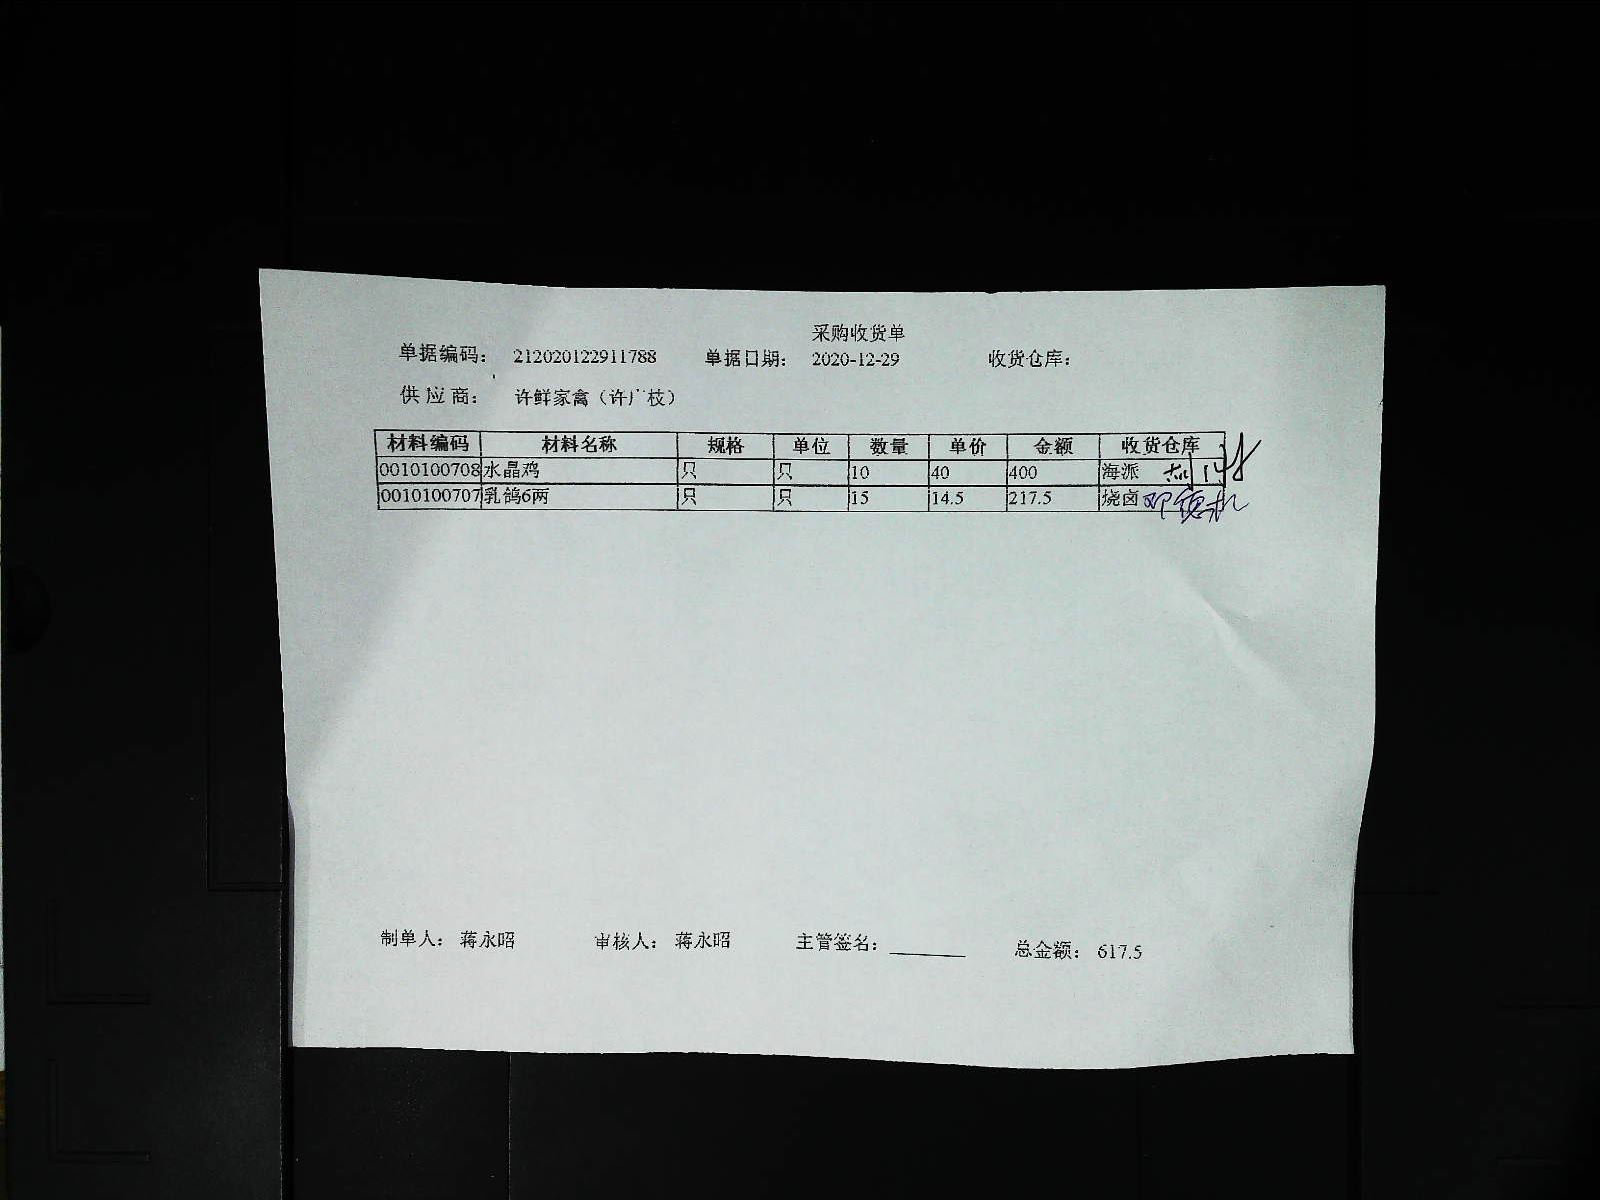 采购收货单
单据编码: 212020122911788 单据日期: 2020-12-29 收货仓库:
供应商: 许鲜家禽（许广枝）
材料编码 材料名称 规格 单位 数量 单价 金额 收货仓库
0010100708 水晶鸡 只 只 10 40 400 海派
0010100707 乳鸽6两 只 只 15 14.5 217.5 烧卤 邓德
制单人: 蒋永昭 审核人: 蒋永昭 主管签名: 总金额: 617.5